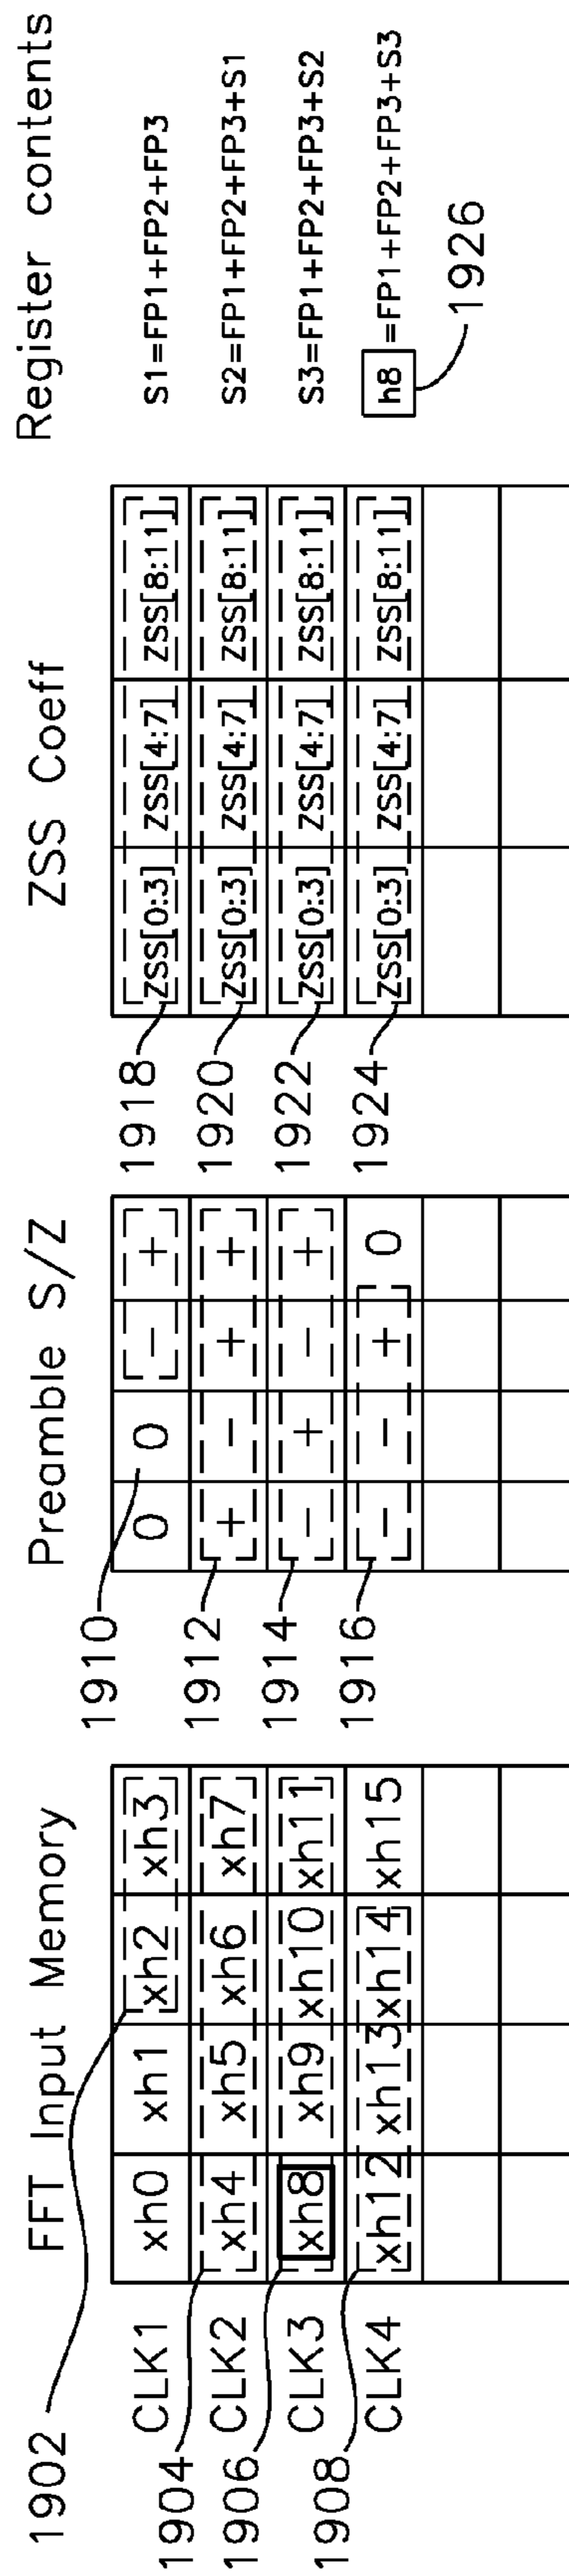 FFT Input Memory Preamble S/Z ZSS Coeff Register contents
1902 1910
CLK1 xh0 xh1 xh2 xh3 0 0 - + 1918 ZSS[0:3] ZSS[4:7] ZSS[8:11] S1=FP1+FP2+FP3
1904 CLK2 xh4 xh5 xh6 xh7 1912 + - + + 1920 ZSS[0:3] ZSS[4:7] ZSS[8:11] S2=FP1+FP2+FP3+S1
1906 CLK3 xh8 xh9 xh10 xh11 1914 - + - + 1922 ZSS[0:3] ZSS[4:7] ZSS[8:11] S3=FP1+FP2+FP3+S2
1908 CLK4 xh12 xh13 xh14 xh15 1916 - - + 0 1924 ZSS[0:3] ZSS[4:7] ZSS[8:11] h8 =FP1+FP2+FP3+S3
1926